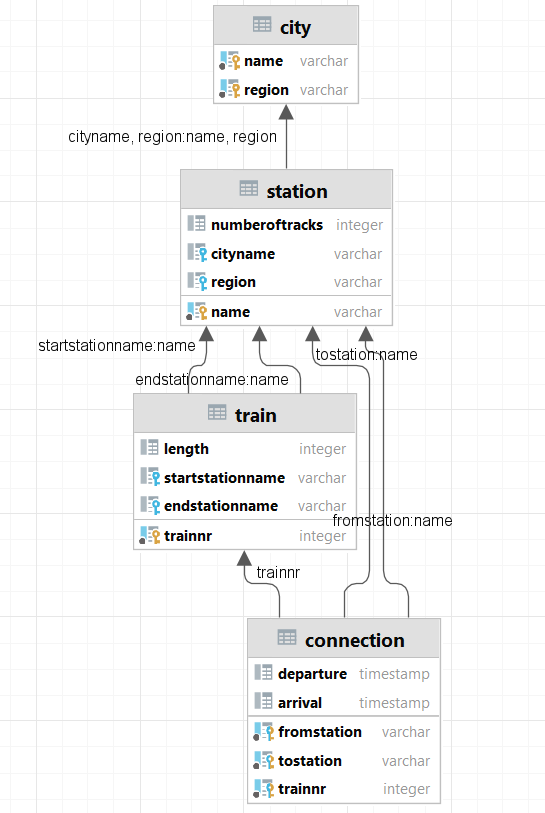 city
name varchar
region varchar
cityname, region:name, region
station
numberoftracks integer
cityname varchar
region varchar
name varchar
startstationname:name
tostation:name
endstationname:name
train
length integer
startstationname varchar
endstationname varchar
fromstation:name
trainnr integer
trainnr
connection
departure timestamp
arrival timestamp
fromstation varchar
tostation varchar
trainnr integer